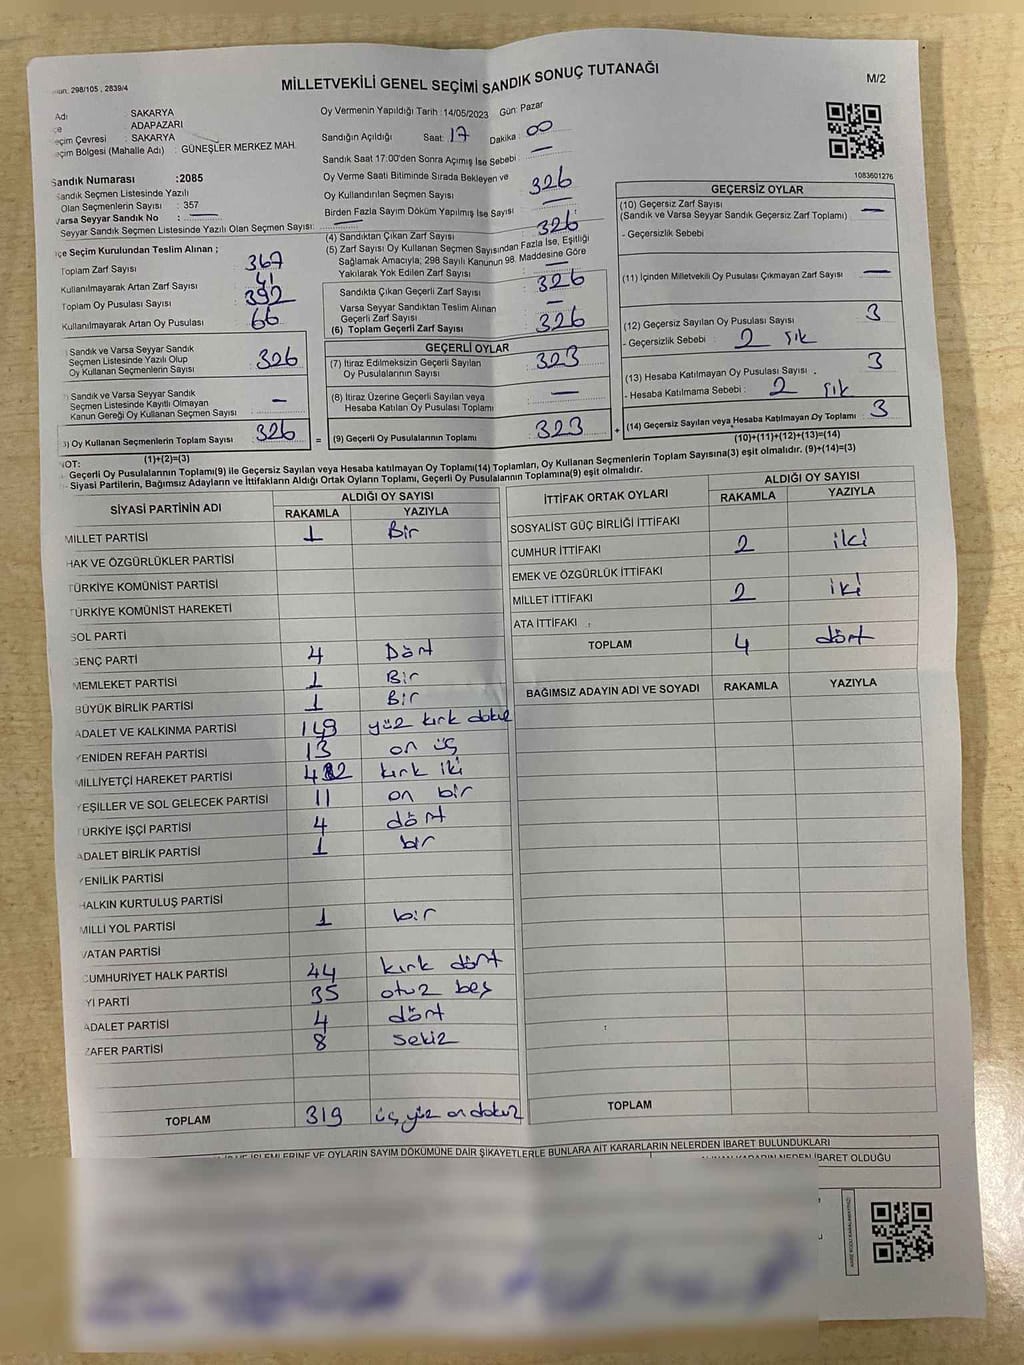 298/105 , 2839/4
MİLLETVEKİLİ GENEL SEÇİMİ SANDIK SONUÇ TUTANAĞI
M/2
Adı SAKARYA
ADAPAZARI
Seçim Çevresi : SAKARYA
Seçim Bölgesi (Mahalle Adı) : GÜNEŞLER MERKEZ MAH.
Oy Vermenin Yapıldığı Tarih :14/05/2023 Gün: Pazar
Sandığın Açıldığı Saat: 17 Dakika : 00
Sandık Saat 17:00'den Sonra Açımış İse Sebebi : —
Sandık Numarası :2085
Sandık Seçmen Listesinde Yazılı
Olan Seçmenlerin Sayısı : 357
Varsa Seyyar Sandık No : —
Seyyar Sandık Seçmen Listesinde Yazılı Olan Seçmen Sayısı: —
Oy Verme Saati Bitiminde Sırada Bekleyen ve
Oy Kullandırılan Seçmen Sayısı 326
Birden Fazla Sayım Döküm Yapılmış İse Sayısı —
(4) Sandıktan Çıkan Zarf Sayısı 326
(5) Zarf Sayısı Oy Kullanan Seçmen Sayısından Fazla İse, Eşitliği
Sağlamak Amacıyla; 298 Sayılı Kanunun 98. Maddesine Göre
Yakılarak Yok Edilen Zarf Sayısı : —
İlçe Seçim Kurulundan Teslim Alınan ;
Toplam Zarf Sayısı : 367
Kullanılmayarak Artan Zarf Sayısı : 41
Toplam Oy Pusulası Sayısı : 392
Kullanılmayarak Artan Oy Pusulası : 66
Sandıkta Çıkan Geçerli Zarf Sayısı : 326
Varsa Seyyar Sandıktan Teslim Alınan
Geçerli Zarf Sayısı : —
(6) Toplam Geçerli Zarf Sayısı 326
) Sandık ve Varsa Seyyar Sandık
Seçmen Listesinde Yazılı Olup
Oy Kullanan Seçmenlerin Sayısı : 326
) Sandık ve Varsa Seyyar Sandık
Seçmen Listesinde Kayıtlı Olmayan
Kanun Gereği Oy Kullanan Seçmen Sayısı : —
3) Oy Kullanan Seçmenlerin Toplam Sayısı : 326
(1)+(2)=(3)
GEÇERLİ OYLAR
(7) İtiraz Edilmeksizin Geçerli Sayılan
Oy Pusulalarının Sayısı : 323
(8) İtiraz Üzerine Geçerli Sayılan veya
Hesaba Katılan Oy Pusulası Toplamı : —
= (9) Geçerli Oy Pusulalarının Toplamı : 323
1083601276
GEÇERSİZ OYLAR
(10) Geçersiz Zarf Sayısı
(Sandık ve Varsa Seyyar Sandık Geçersiz Zarf Toplamı) : —
- Geçersizlik Sebebi
(11) İçinden Milletvekili Oy Pusulası Çıkmayan Zarf Sayısı : —
(12) Geçersiz Sayılan Oy Pusulası Sayısı : 3
- Geçersizlik Sebebi : 2 şık
(13) Hesaba Katılmayan Oy Pusulası Sayısı : 3
- Hesaba Katılmama Sebebi : 2 şık
+ (14) Geçersiz Sayılan veya Hesaba Katılmayan Oy Toplamı : 3
(10)+(11)+(12)+(13)=(14)
NOT:
- Geçerli Oy Pusulalarının Toplamı(9) ile Geçersiz Sayılan veya Hesaba katılmayan Oy Toplamı(14) Toplamları, Oy Kullanan Seçmenlerin Toplam Sayısına(3) eşit olmalıdır. (9)+(14)=(3)
- Siyasi Partilerin, Bağımsız Adayların ve İttifakların Aldığı Ortak Oyların Toplamı, Geçerli Oy Pusulalarının Toplamına(9) eşit olmalıdır.
SİYASİ PARTİNİN ADI ALDIĞI OY SAYISI
RAKAMLA YAZIYLA
MİLLET PARTİSİ 1 Bir
HAK VE ÖZGÜRLÜKLER PARTİSİ
TÜRKİYE KOMÜNİST PARTİSİ
TÜRKİYE KOMÜNİST HAREKETİ
SOL PARTİ
GENÇ PARTİ 4 Dört
MEMLEKET PARTİSİ 1 Bir
BÜYÜK BİRLİK PARTİSİ 1 Bir
ADALET VE KALKINMA PARTİSİ 149 yüz kırk dokuz
YENİDEN REFAH PARTİSİ 13 on üç
MİLLİYETÇİ HAREKET PARTİSİ 42 kırk iki
YEŞİLLER VE SOL GELECEK PARTİSİ 11 on bir
TÜRKİYE İŞÇİ PARTİSİ 4 dört
ADALET BİRLİK PARTİSİ 1 bir
YENİLİK PARTİSİ
HALKIN KURTULUŞ PARTİSİ
MİLLİ YOL PARTİSİ 1 bir
VATAN PARTİSİ
CUMHURİYET HALK PARTİSİ 44 kırk dört
İYİ PARTİ 35 otuz beş
ADALET PARTİSİ 4 dört
ZAFER PARTİSİ 8 sekiz
TOPLAM 319 üç yüz on dokuz
İTTİFAK ORTAK OYLARI ALDIĞI OY SAYISI
RAKAMLA YAZIYLA
SOSYALİST GÜÇ BİRLİĞİ İTTİFAKI
CUMHUR İTTİFAKI 2 iki
EMEK VE ÖZGÜRLÜK İTTİFAKI
MİLLET İTTİFAKI 2 iki
ATA İTTİFAKI
TOPLAM 4 dört
BAĞIMSIZ ADAYIN ADI VE SOYADI RAKAMLA YAZIYLA
TOPLAM
İŞLEMLERİNE VE OYLARIN SAYIM DÖKÜMÜNE DAİR ŞİKAYETLERLE BUNLARA AİT KARARLARIN NELERDEN İBARET BULUNDUKLARI
ALINAN KARARIN NEDEN İBARET OLDUĞU